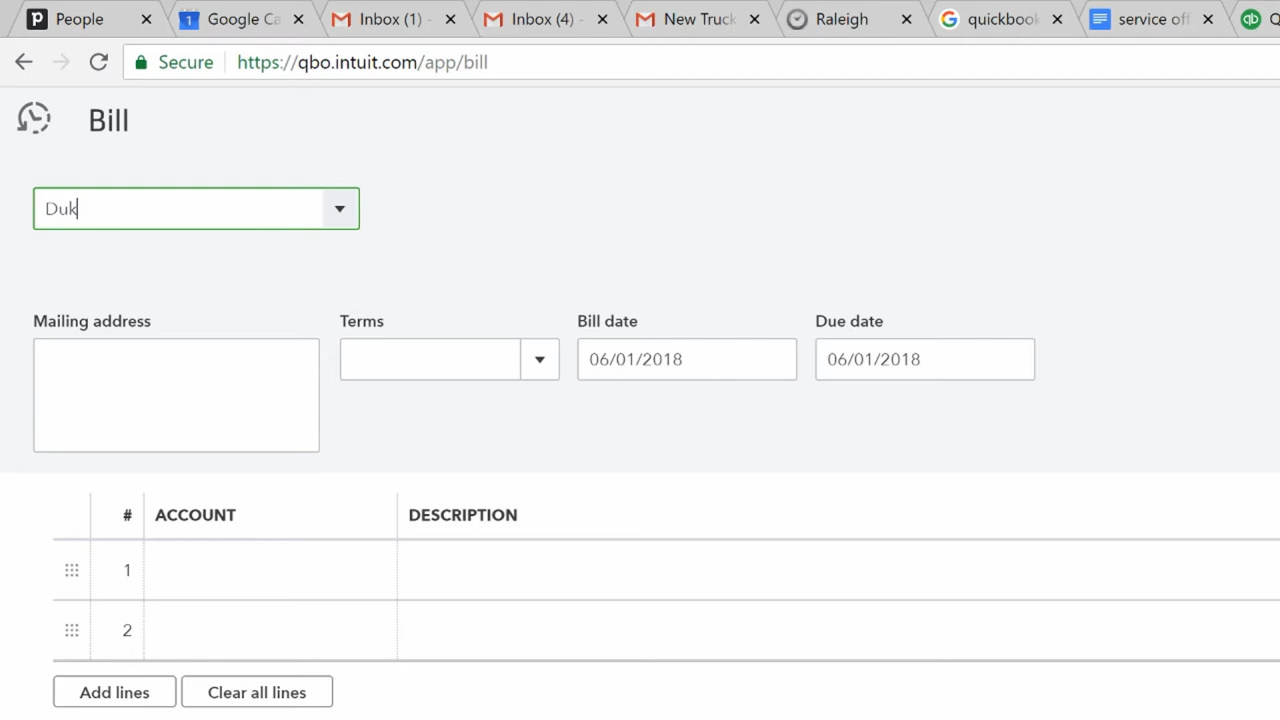 People Google Ca Inbox (1) - Inbox (4) - New Truck Raleigh quickbook service off Q
Secure https://qbo.intuit.com/app/bill
Bill
Duk
Mailing address Terms Bill date Due date
06/01/2018 06/01/2018
# ACCOUNT DESCRIPTION
1
2
Add lines Clear all lines